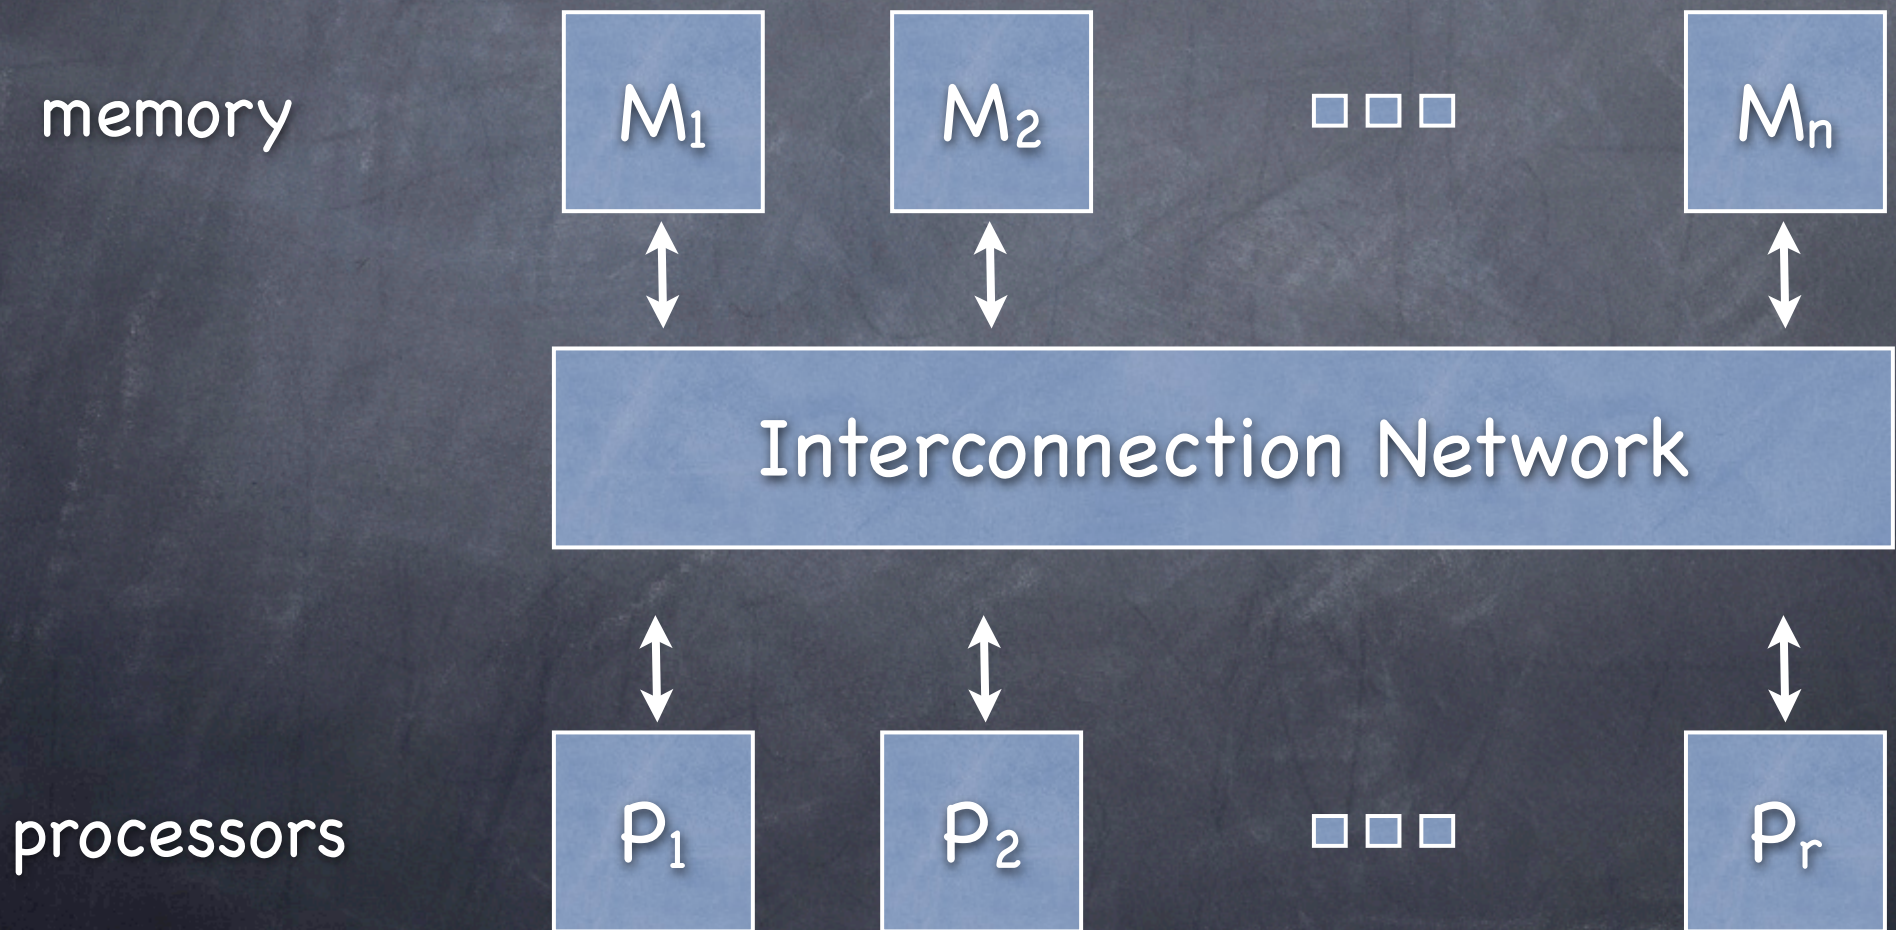 memory
M₁ M₂ Mₙ
Interconnection Network
processors
P₁ P₂ Pᵣ